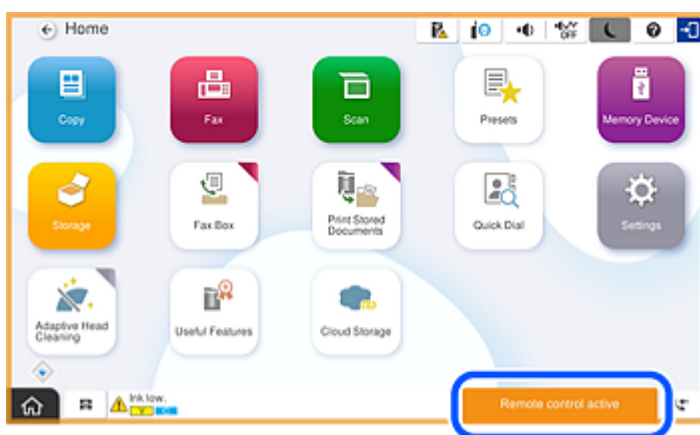 Home
OFF
Copy
Fax
Scan
Presets
Memory Device
Storage
Fax Box
Print Stored
Documents
Quick Dial
Settings
Adaptive Head
Cleaning
Useful Features
Cloud Storage
Ink low.
Remote control active